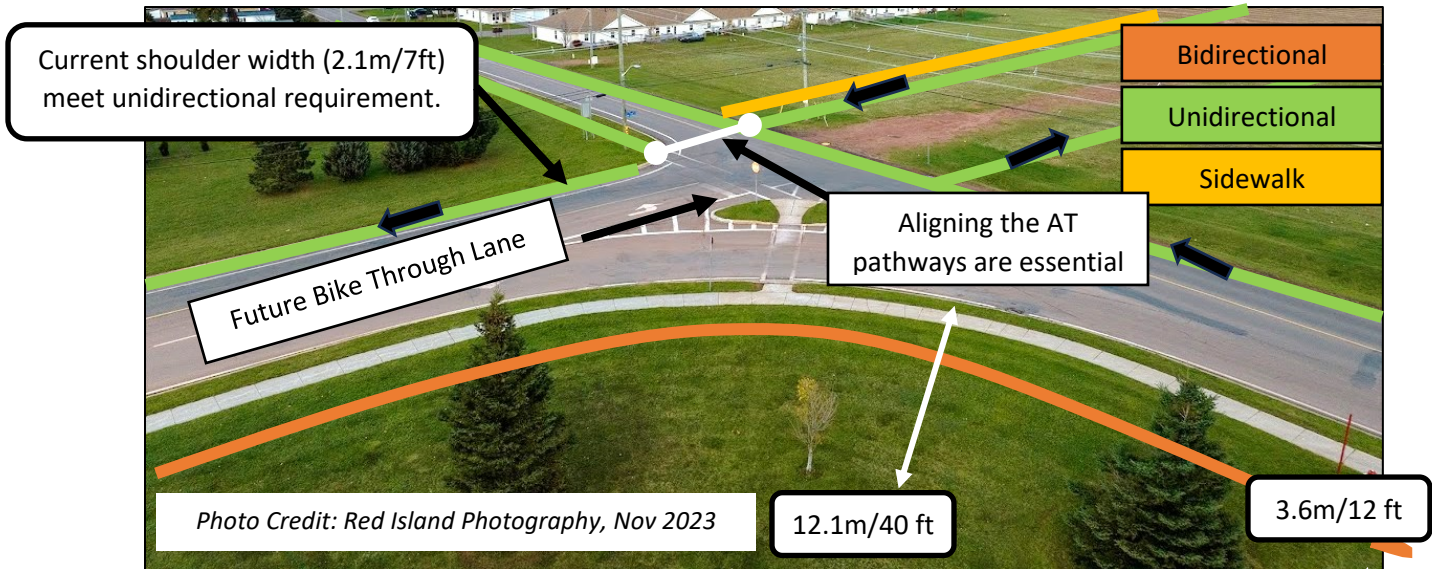 Current shoulder width (2.1m/7ft)
meet unidirectional requirement.
Bidirectional
Unidirectional
Sidewalk
Aligning the AT
pathways are essential
Future Bike Through Lane
Photo Credit: Red Island Photography, Nov 2023
12.1m/40 ft
3.6m/12 ft